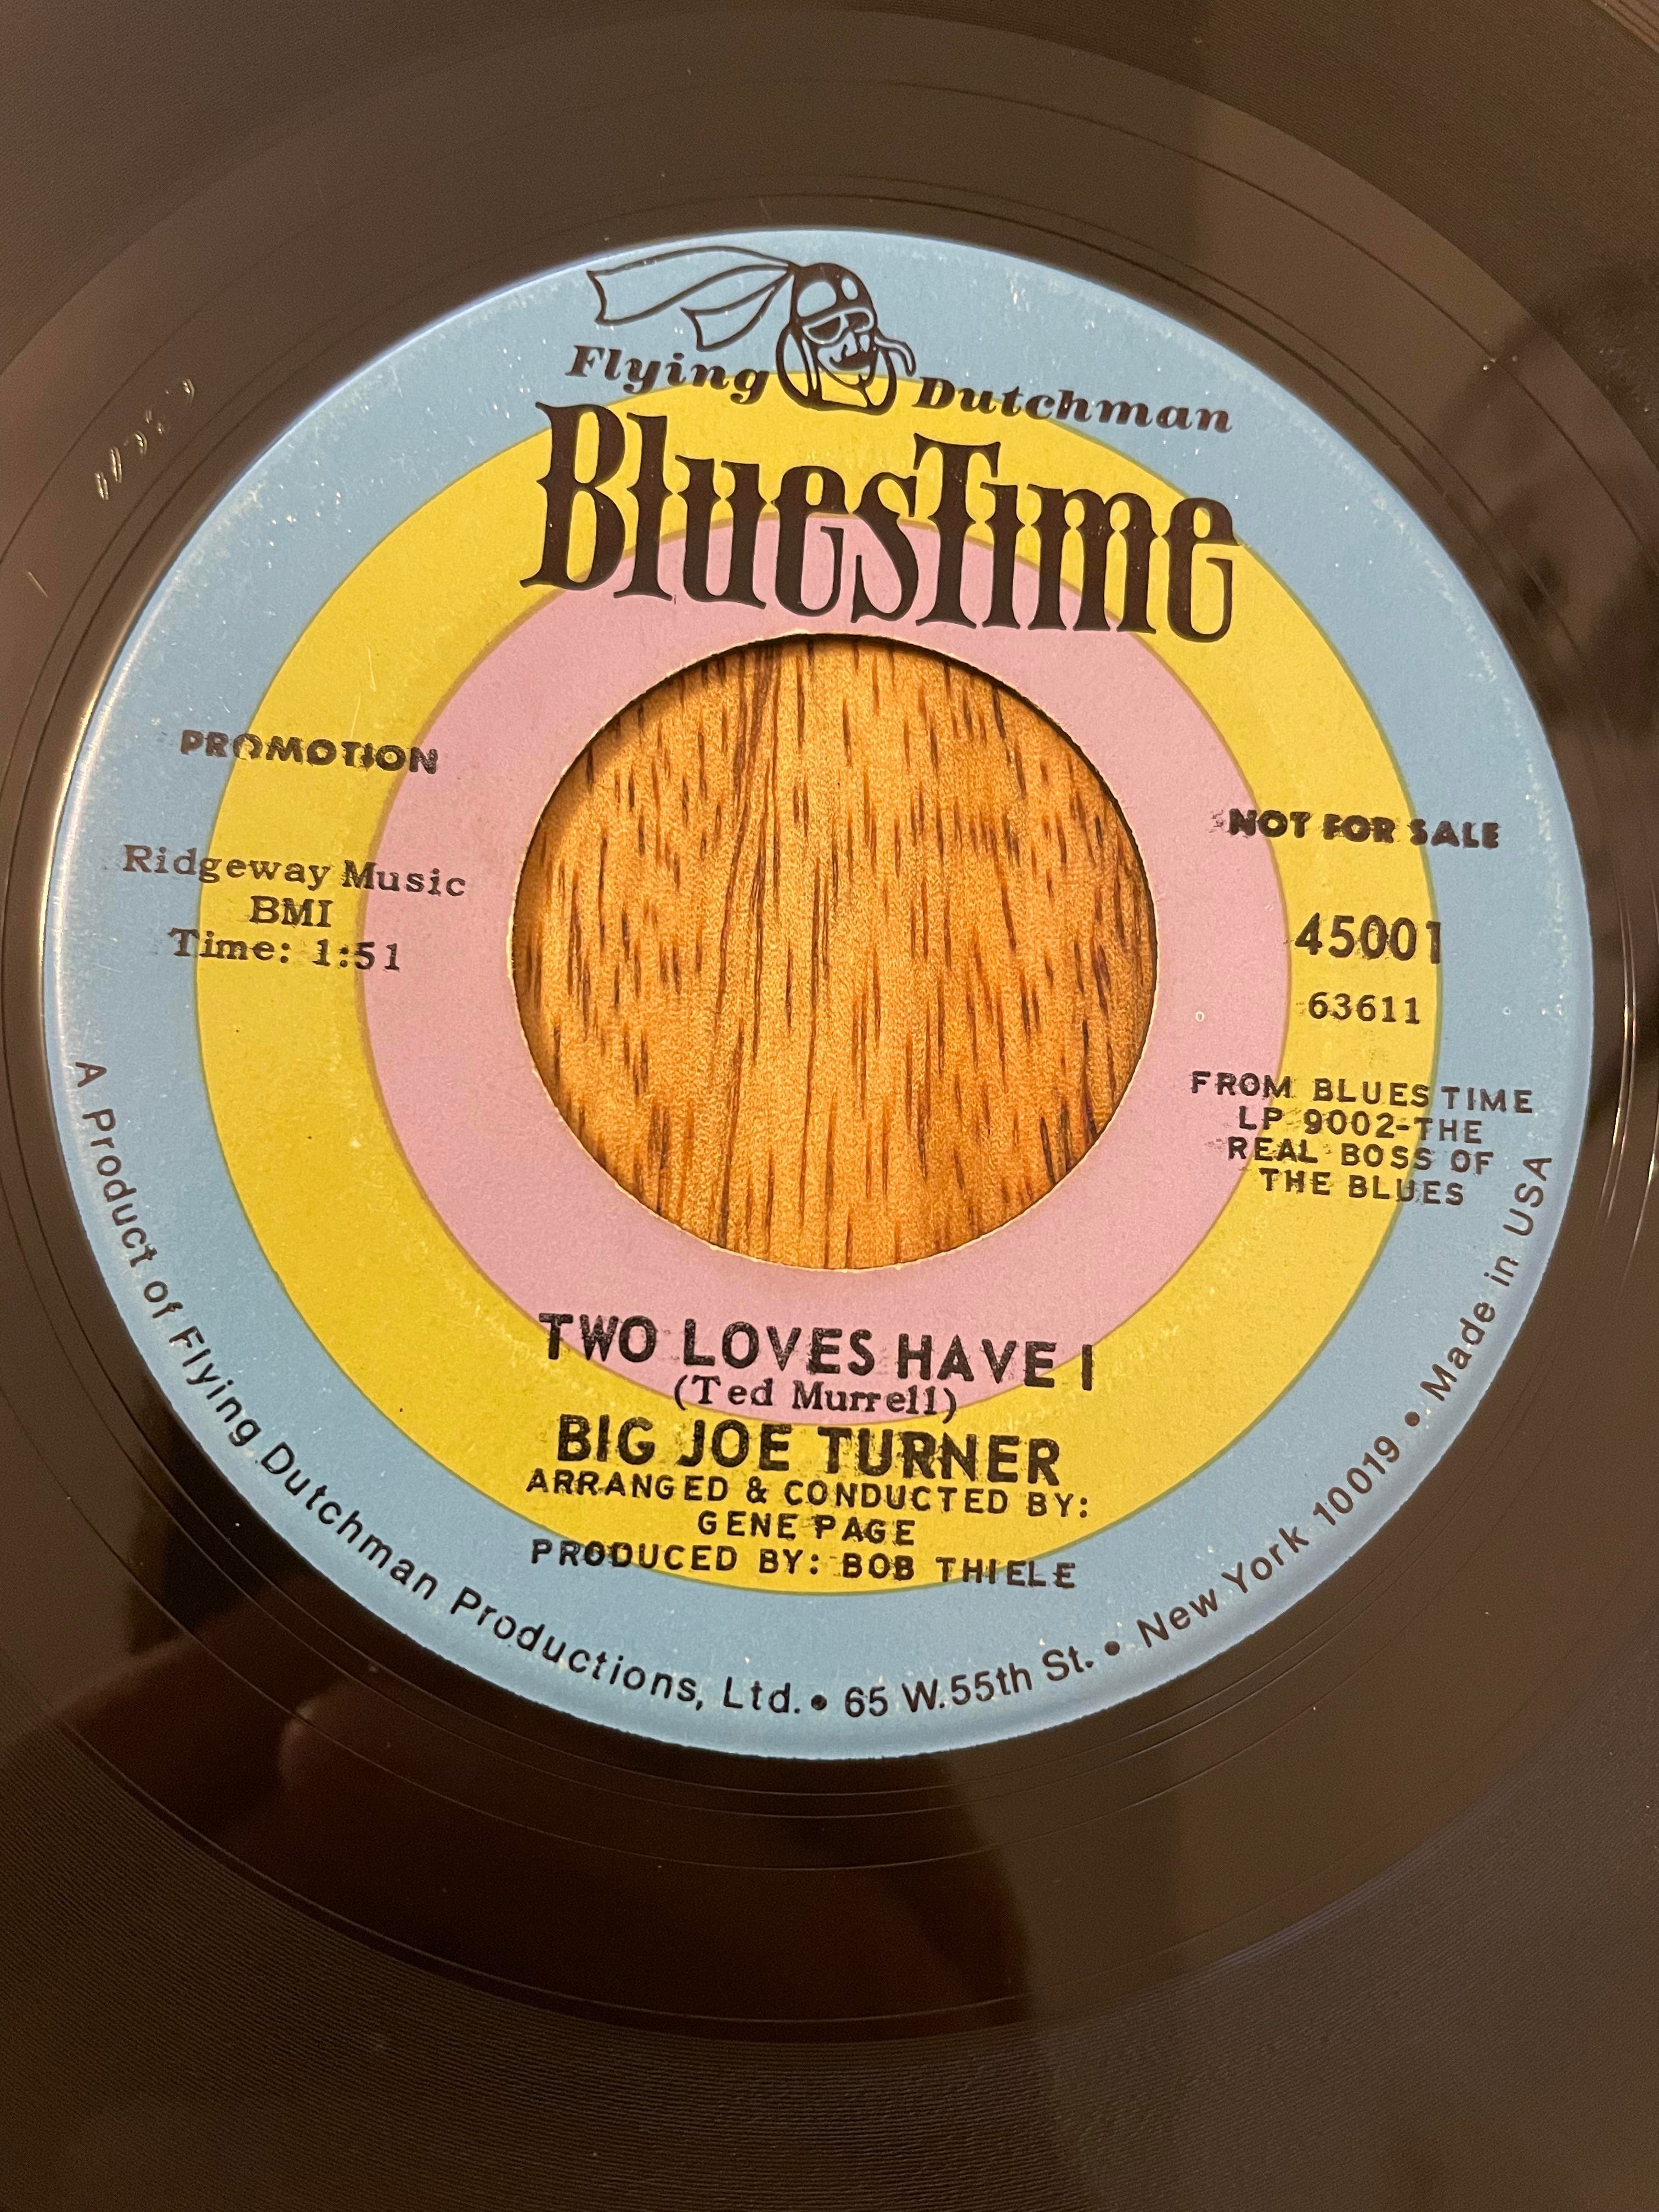 Flying Dutchman
BluesTime
PROMOTION
NOT FOR SALE
Ridgeway Music
BMI
Time: 1:51
45001
63611
FROM BLUES TIME
LP 9002-THE
REAL BOSS OF
THE BLUES
TWO LOVES HAVE I
(Ted Murrell)
BIG JOE TURNER
ARRANGED & CONDUCTED BY:
GENE PAGE
PRODUCED BY: BOB THIELE
A Product of Flying Dutchman Productions, Ltd. • 65 W.55th St. • New York 10019 • Made in USA